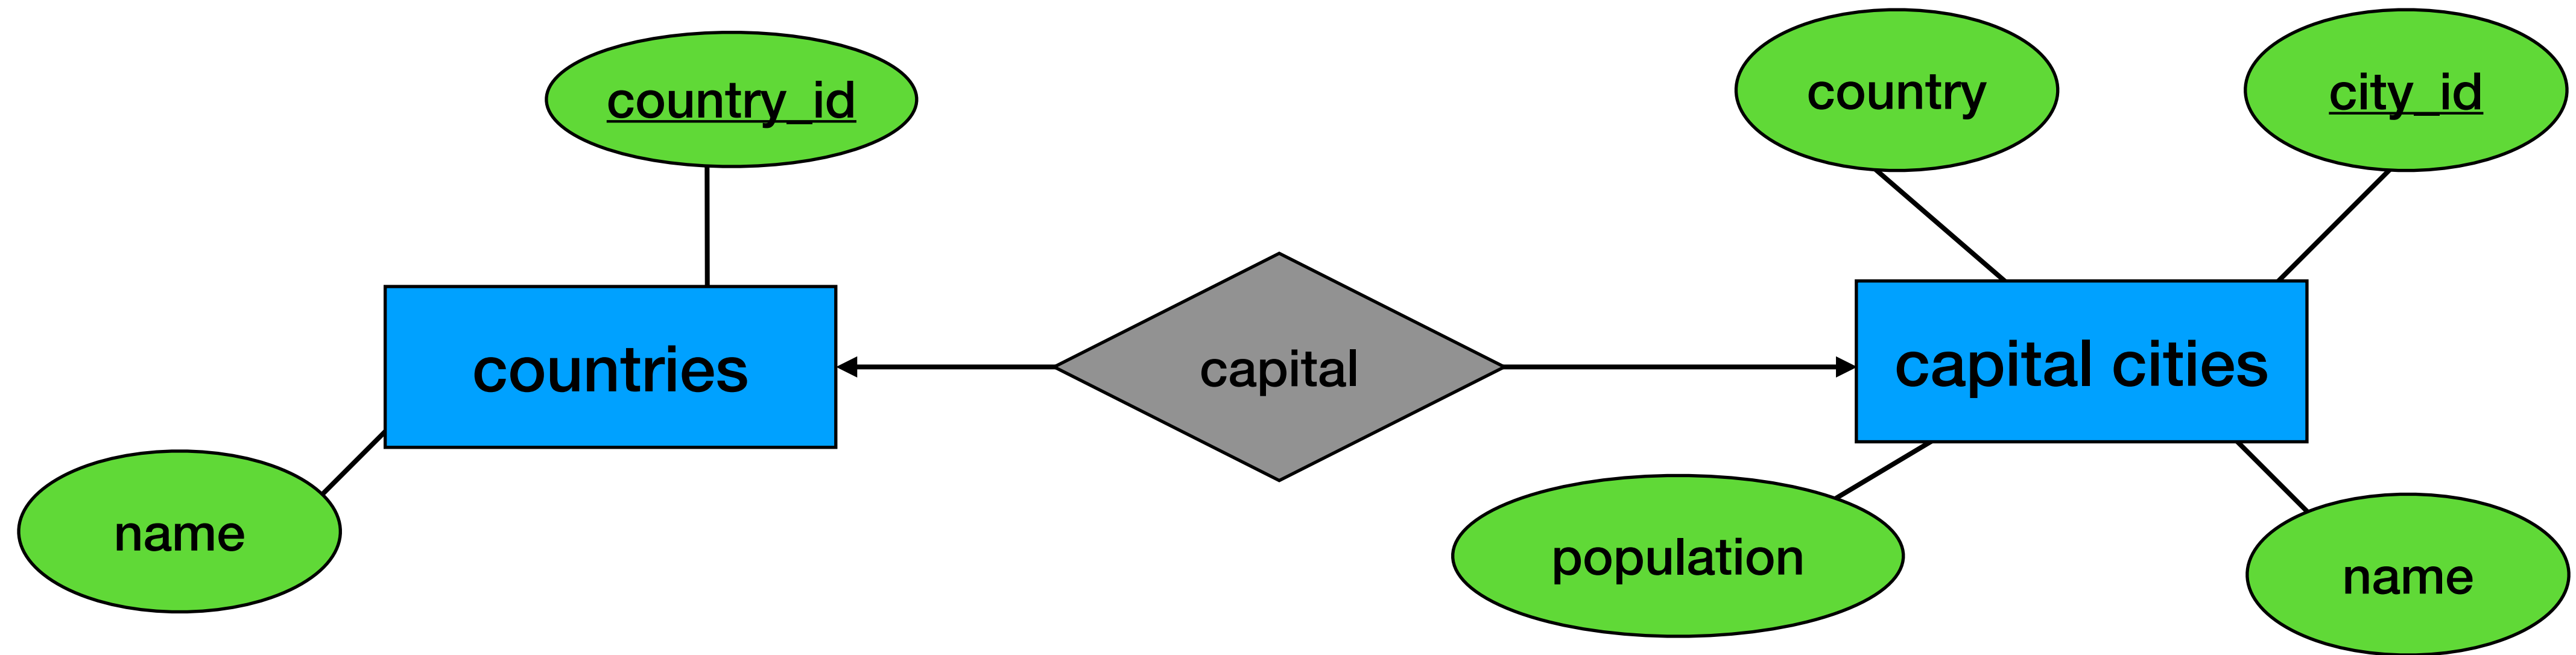 country_id
country
city_id
countries
capital
capital cities
name
population
name